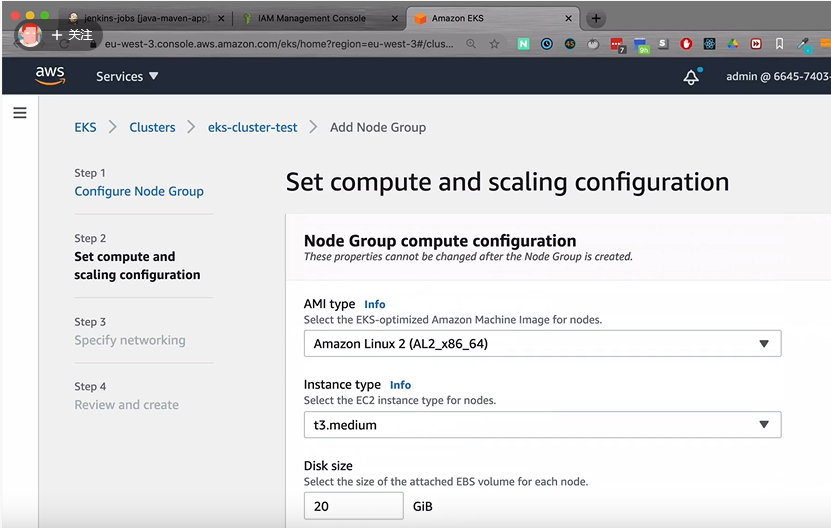 jenkins-jobs [java-maven-app]
IAM Management Console
Amazon EKS
+ 关注
eu-west-3.console.aws.amazon.com/eks/home?region=eu-west-3#/clus...
aws
Services
admin @ 6645-7403-
EKS
Clusters
eks-cluster-test
Add Node Group
Step 1
Configure Node Group
Step 2
Set compute and
scaling configuration
Step 3
Specify networking
Step 4
Review and create
Set compute and scaling configuration
Node Group compute configuration
These properties cannot be changed after the Node Group is created.
AMI type Info
Select the EKS-optimized Amazon Machine Image for nodes.
Amazon Linux 2 (AL2_x86_64)
Instance type Info
Select the EC2 instance type for nodes.
t3.medium
Disk size
Select the size of the attached EBS volume for each node.
20 GiB